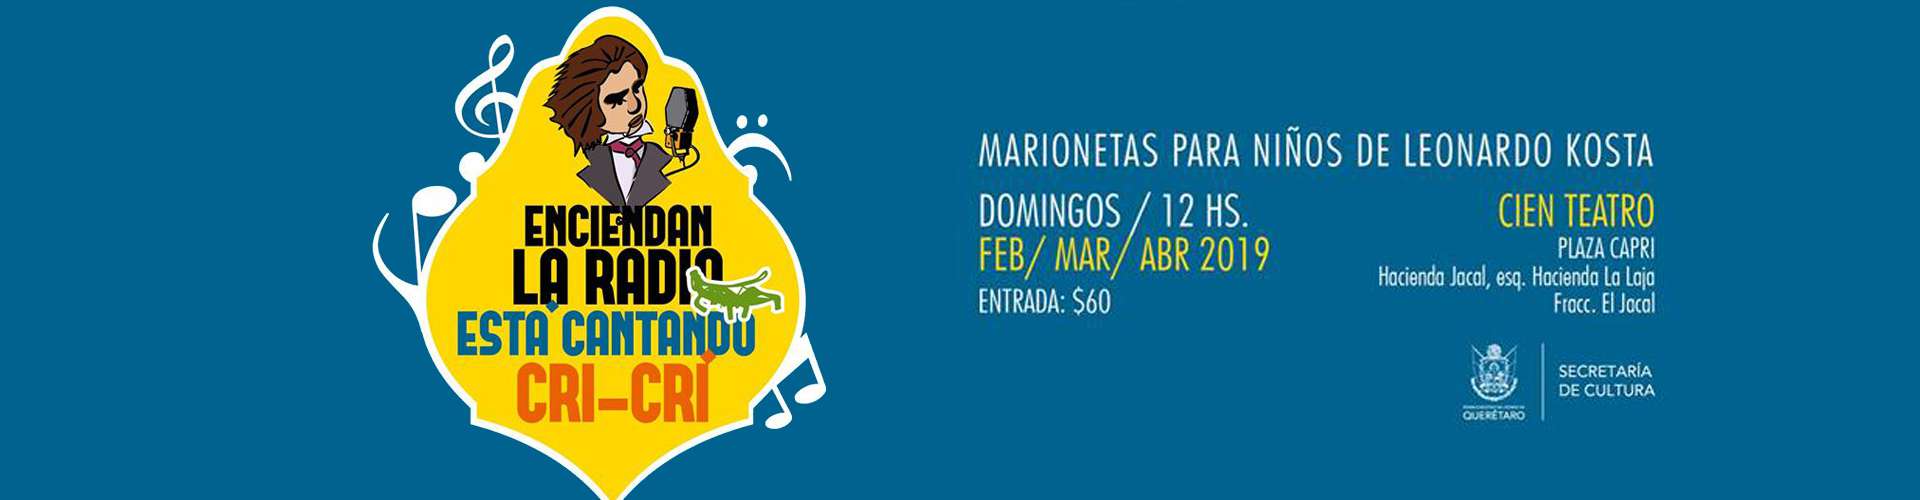 ENCIENDAN
LA RADIO
ESTÁ CANTANDO
CRI-CRÍ
MARIONETAS PARA NIÑOS DE LEONARDO KOSTA
DOMINGOS / 12 HS.
FEB/ MAR/ ABR 2019
ENTRADA: $60
CIEN TEATRO
PLAZA CAPRI
Hacienda Jacal, esq. Hacienda La Laja
Fracc. El Jacal
QUERÉTARO
SECRETARÍA
DE CULTURA